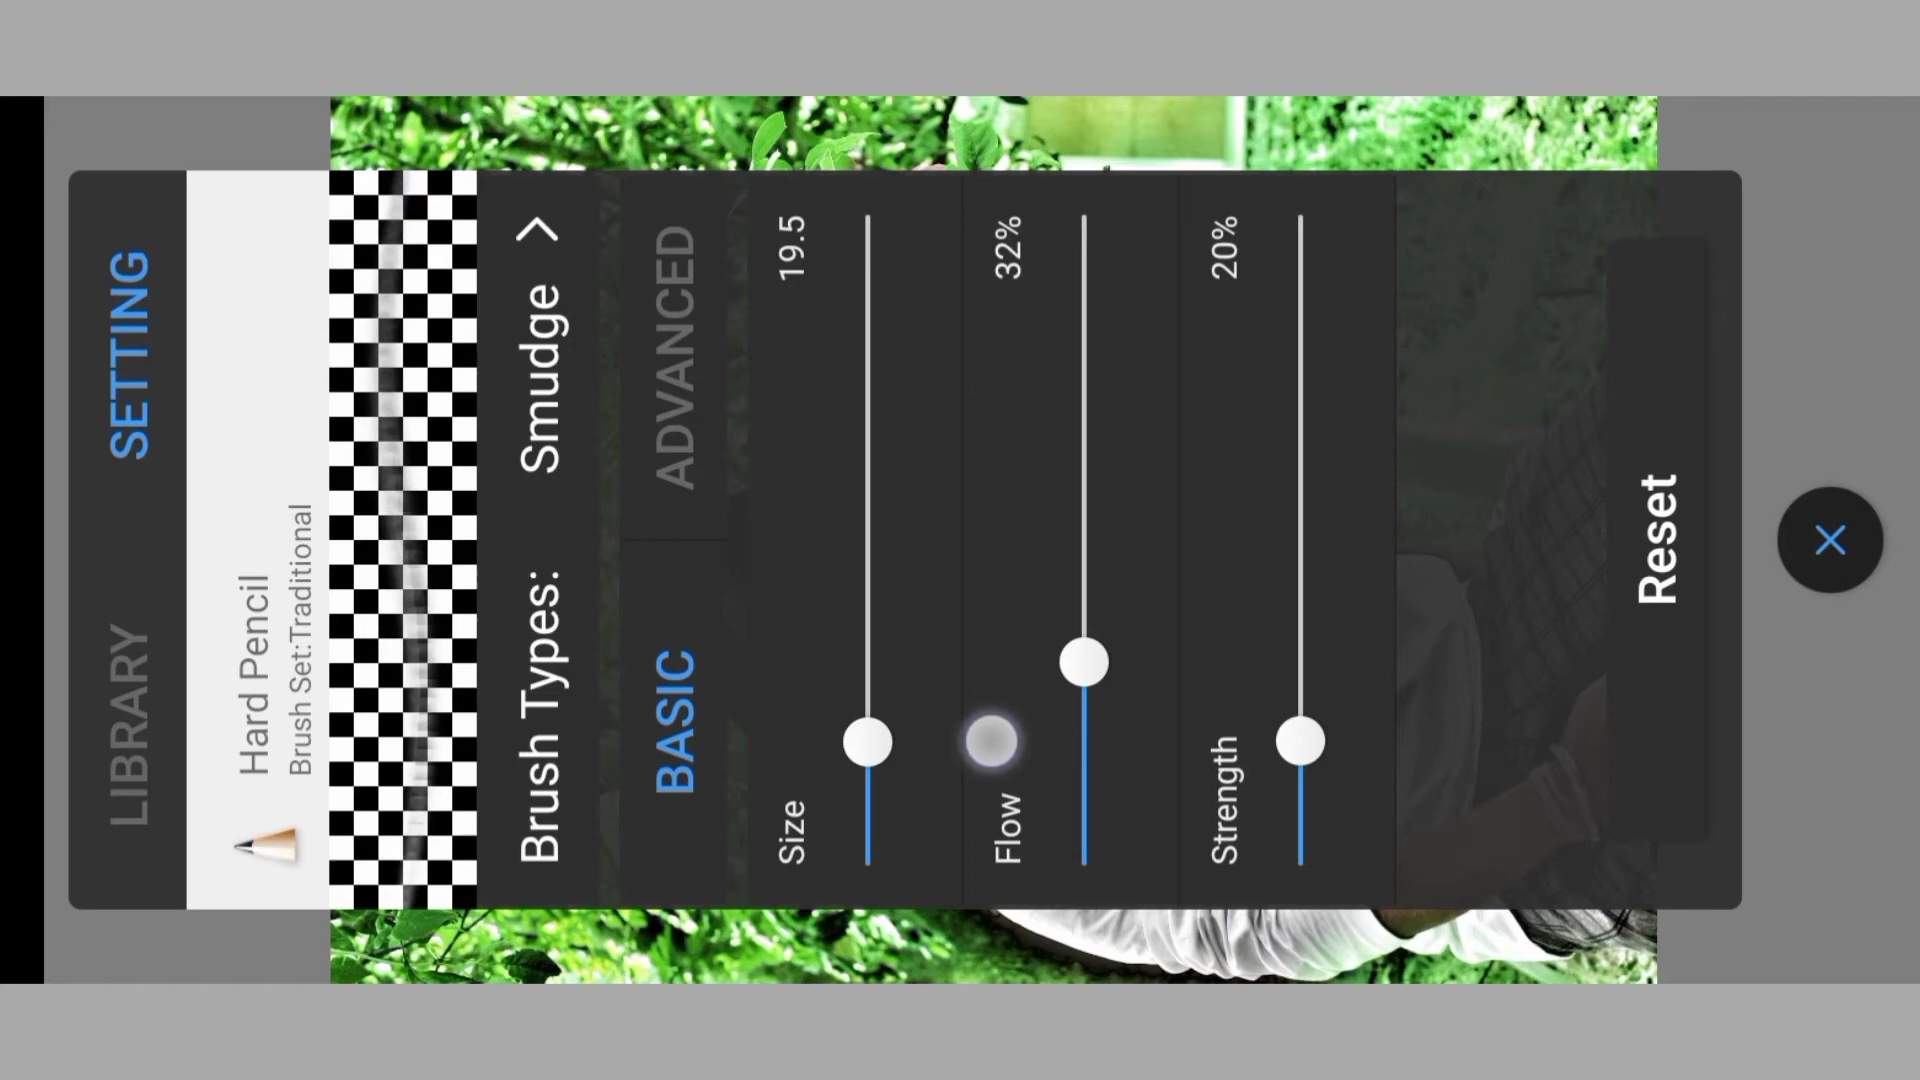 LIBRARY SETTING
Hard Pencil
Brush Set:Traditional
Brush Types: Smudge
BASIC ADVANCED
Size 19.5
Flow 32%
Strength 20%
Reset